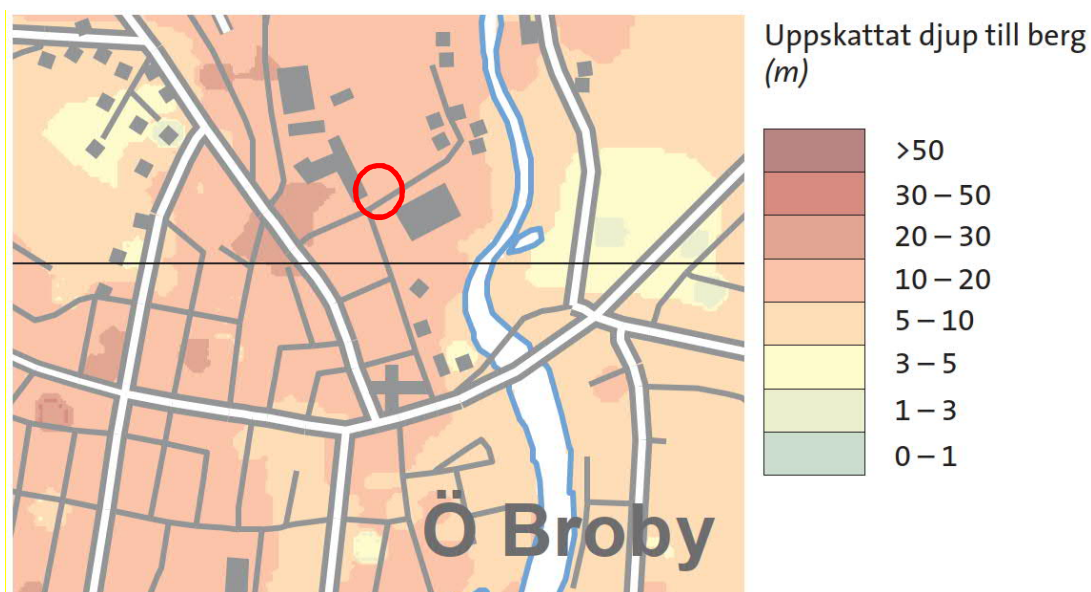 Uppskattat djup till berg
(m)
>50
30 – 50
20 – 30
10 – 20
5 – 10
3 – 5
1 – 3
0 – 1
Ö Broby